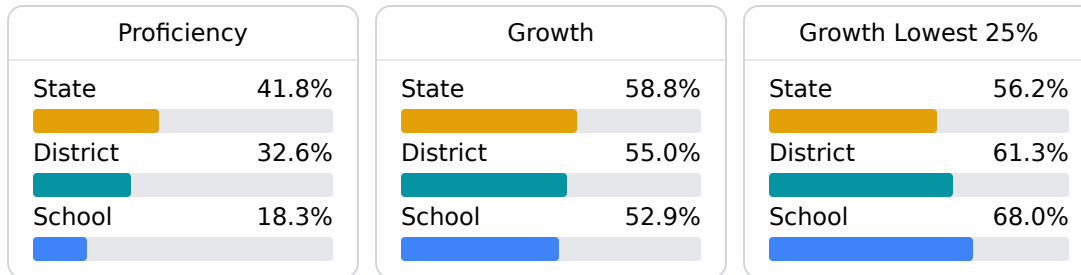 Proficiency
State 41.8%
District 32.6%
School 18.3%
Growth
State 58.8%
District 55.0%
School 52.9%
Growth Lowest 25%
State 56.2%
District 61.3%
School 68.0%